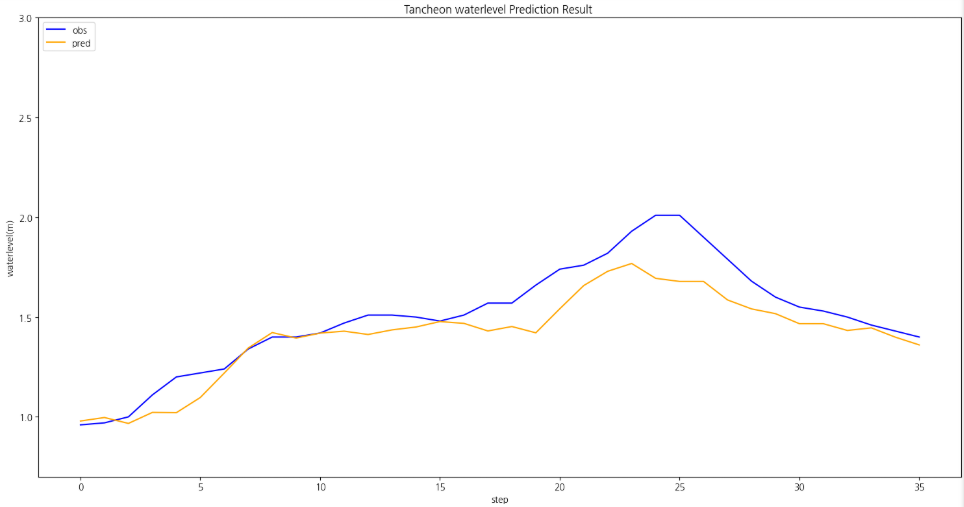 Tancheon waterlevel Prediction Result
obs
pred
waterlevel(m)
3.0
2.5
2.0
1.5
1.0
0 5 10 15 20 25 30 35
step